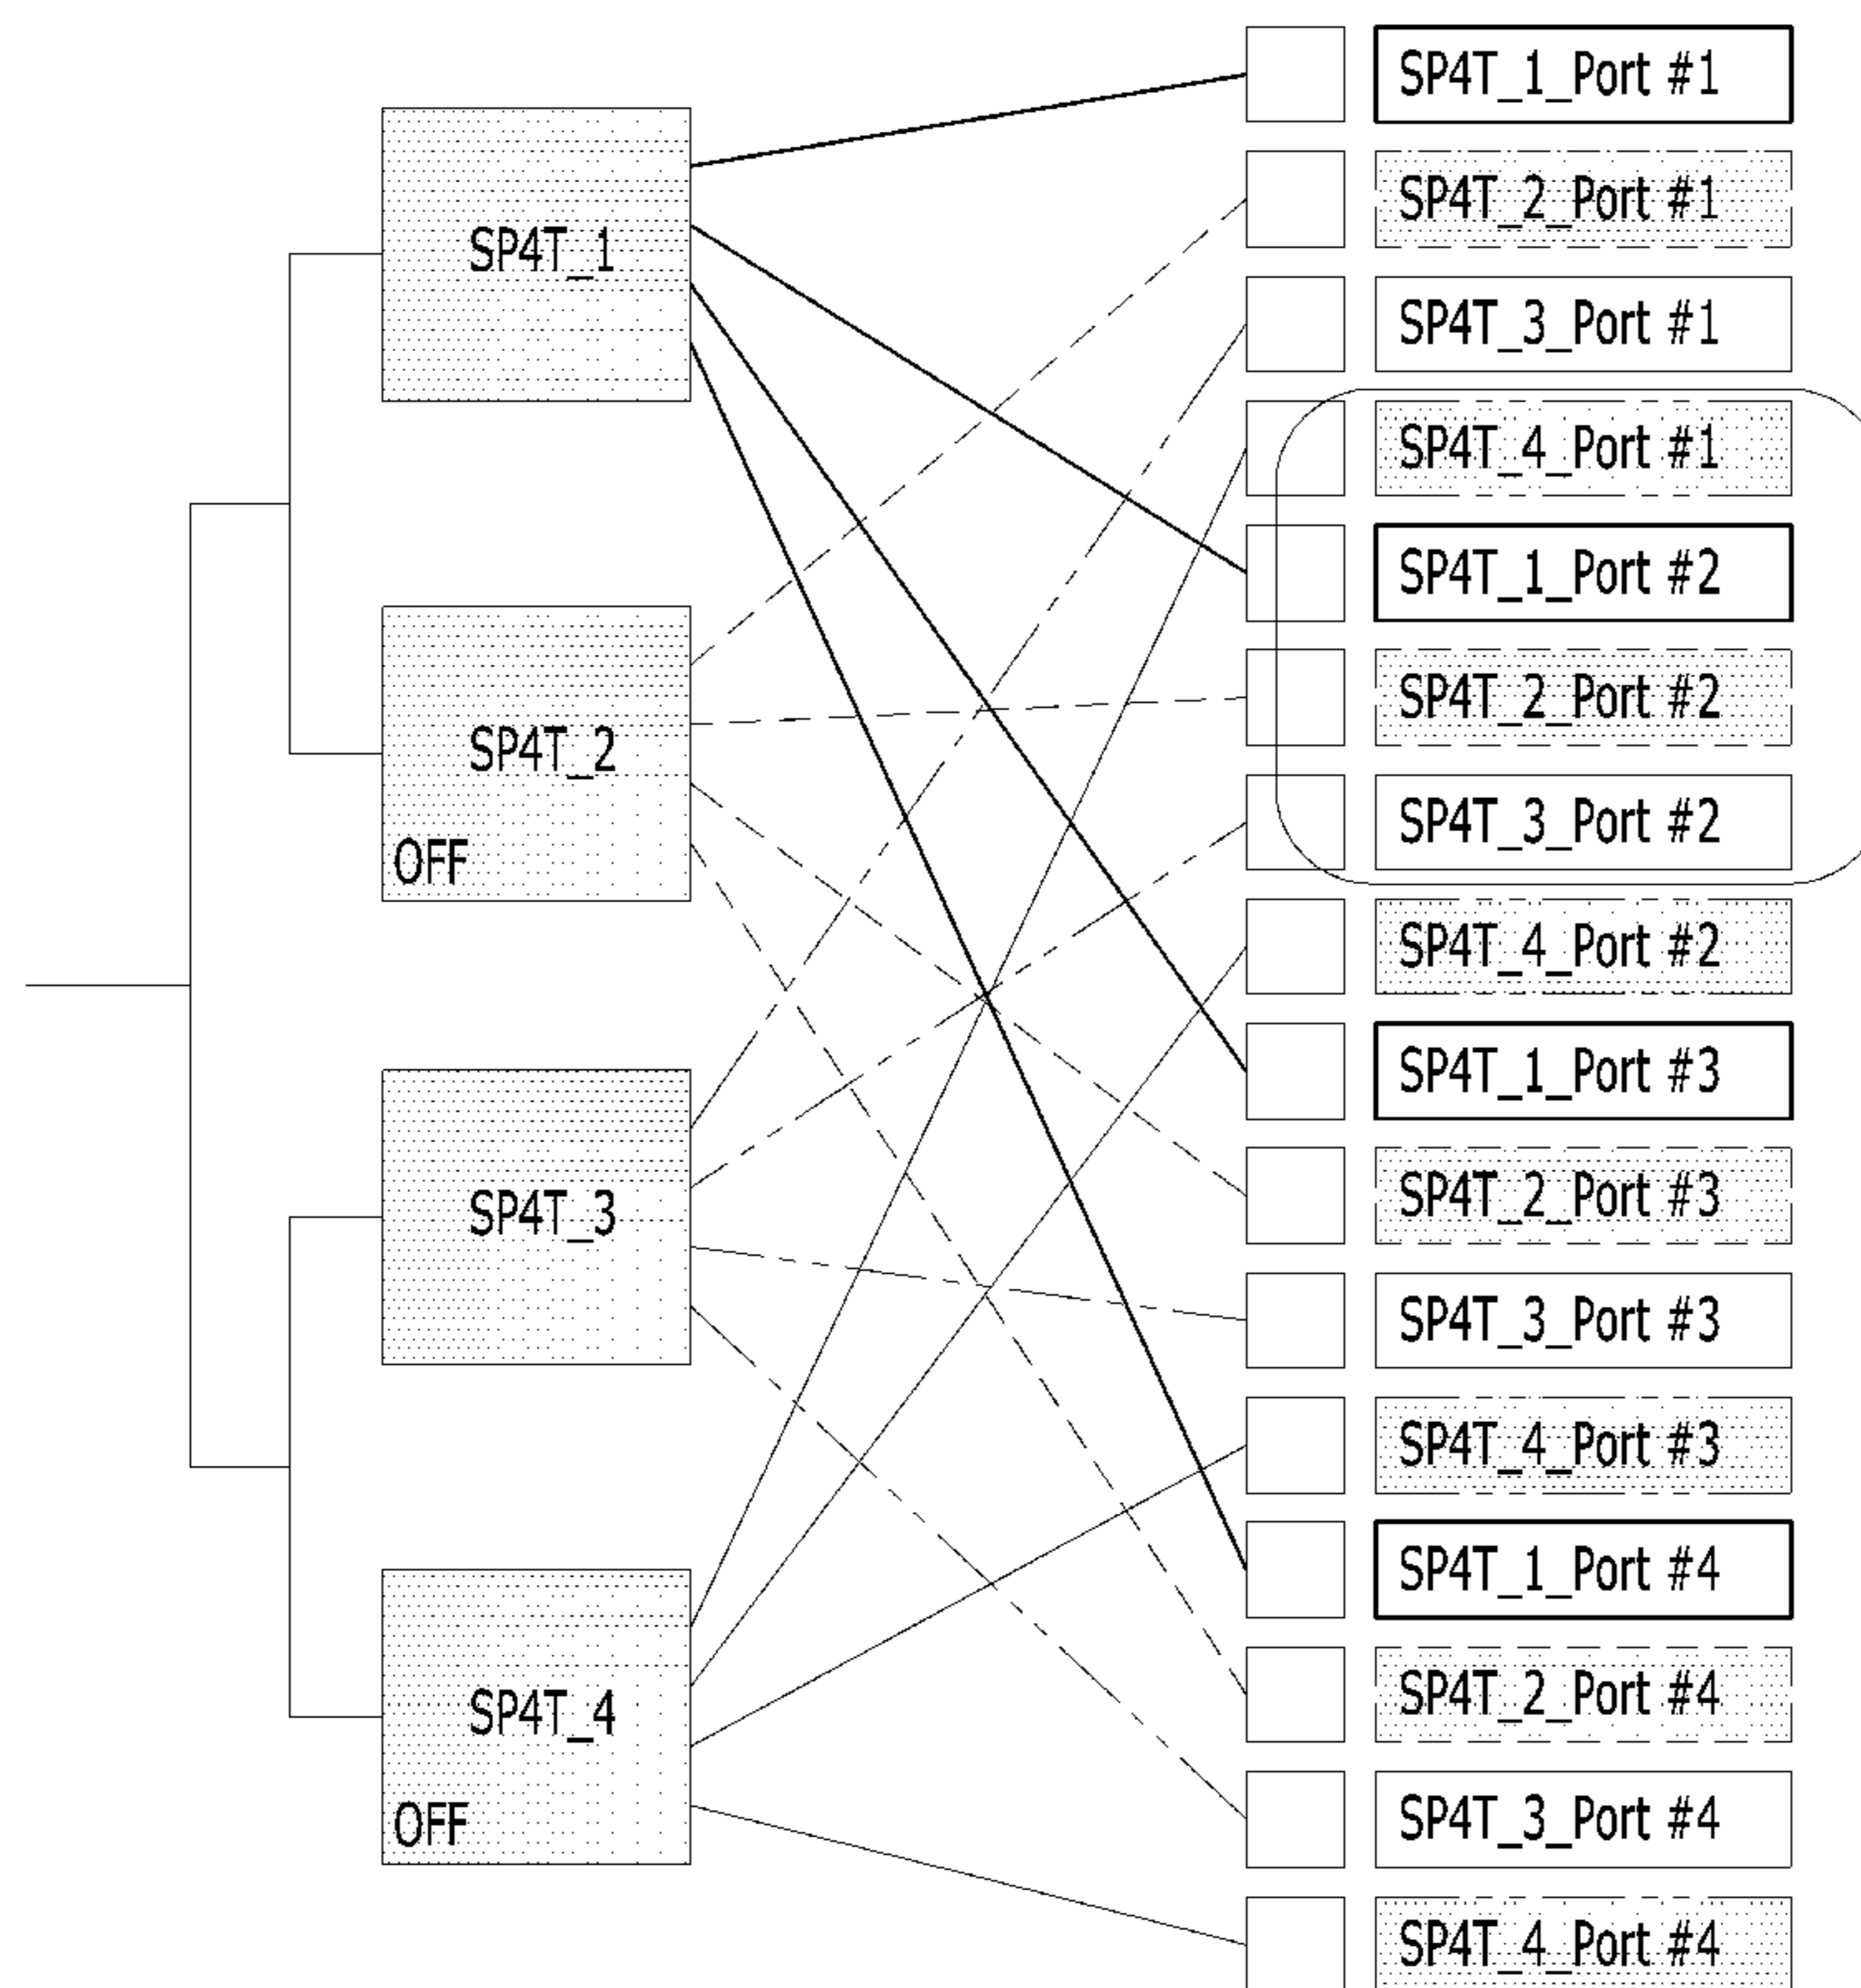 SP4T_1
SP4T_2
OFF
SP4T_3
SP4T_4
OFF
SP4T_1_Port #1
SP4T_2_Port #1
SP4T_3_Port #1
SP4T_4_Port #1
SP4T_1_Port #2
SP4T_2_Port #2
SP4T_3_Port #2
SP4T_4_Port #2
SP4T_1_Port #3
SP4T_2_Port #3
SP4T_3_Port #3
SP4T_4_Port #3
SP4T_1_Port #4
SP4T_2_Port #4
SP4T_3_Port #4
SP4T_4_Port #4